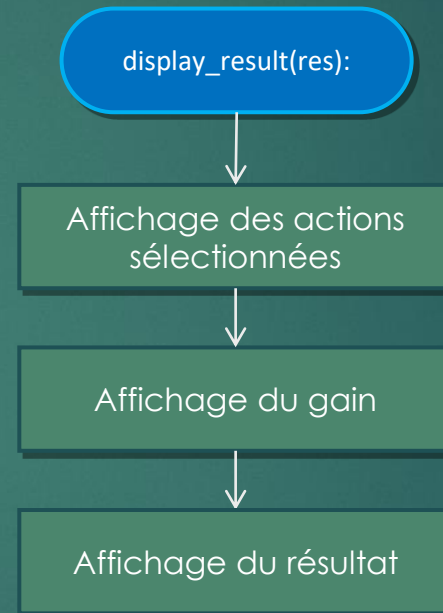 display_result(res):
Affichage des actions
sélectionnées
Affichage du gain
Affichage du résultat